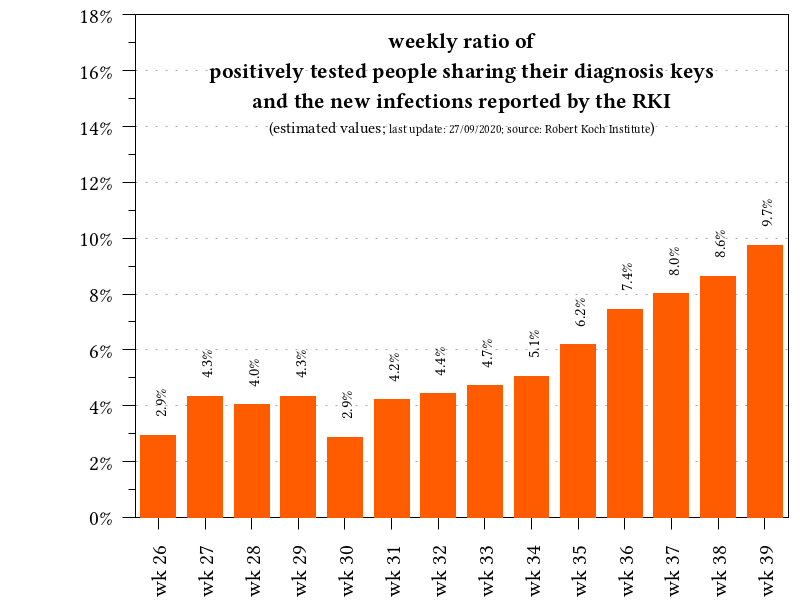 weekly ratio of
positively tested people sharing their diagnosis keys
and the new infections reported by the RKI
(estimated values; last update: 27/09/2020; source: Robert Koch Institute)
18%
16%
14%
12%
10%
8%
6%
4%
2%
0%
2.9%
4.3%
4.0%
4.3%
2.9%
4.2%
4.4%
4.7%
5.1%
6.2%
7.4%
8.0%
8.6%
9.7%
wk 26
wk 27
wk 28
wk 29
wk 30
wk 31
wk 32
wk 33
wk 34
wk 35
wk 36
wk 37
wk 38
wk 39